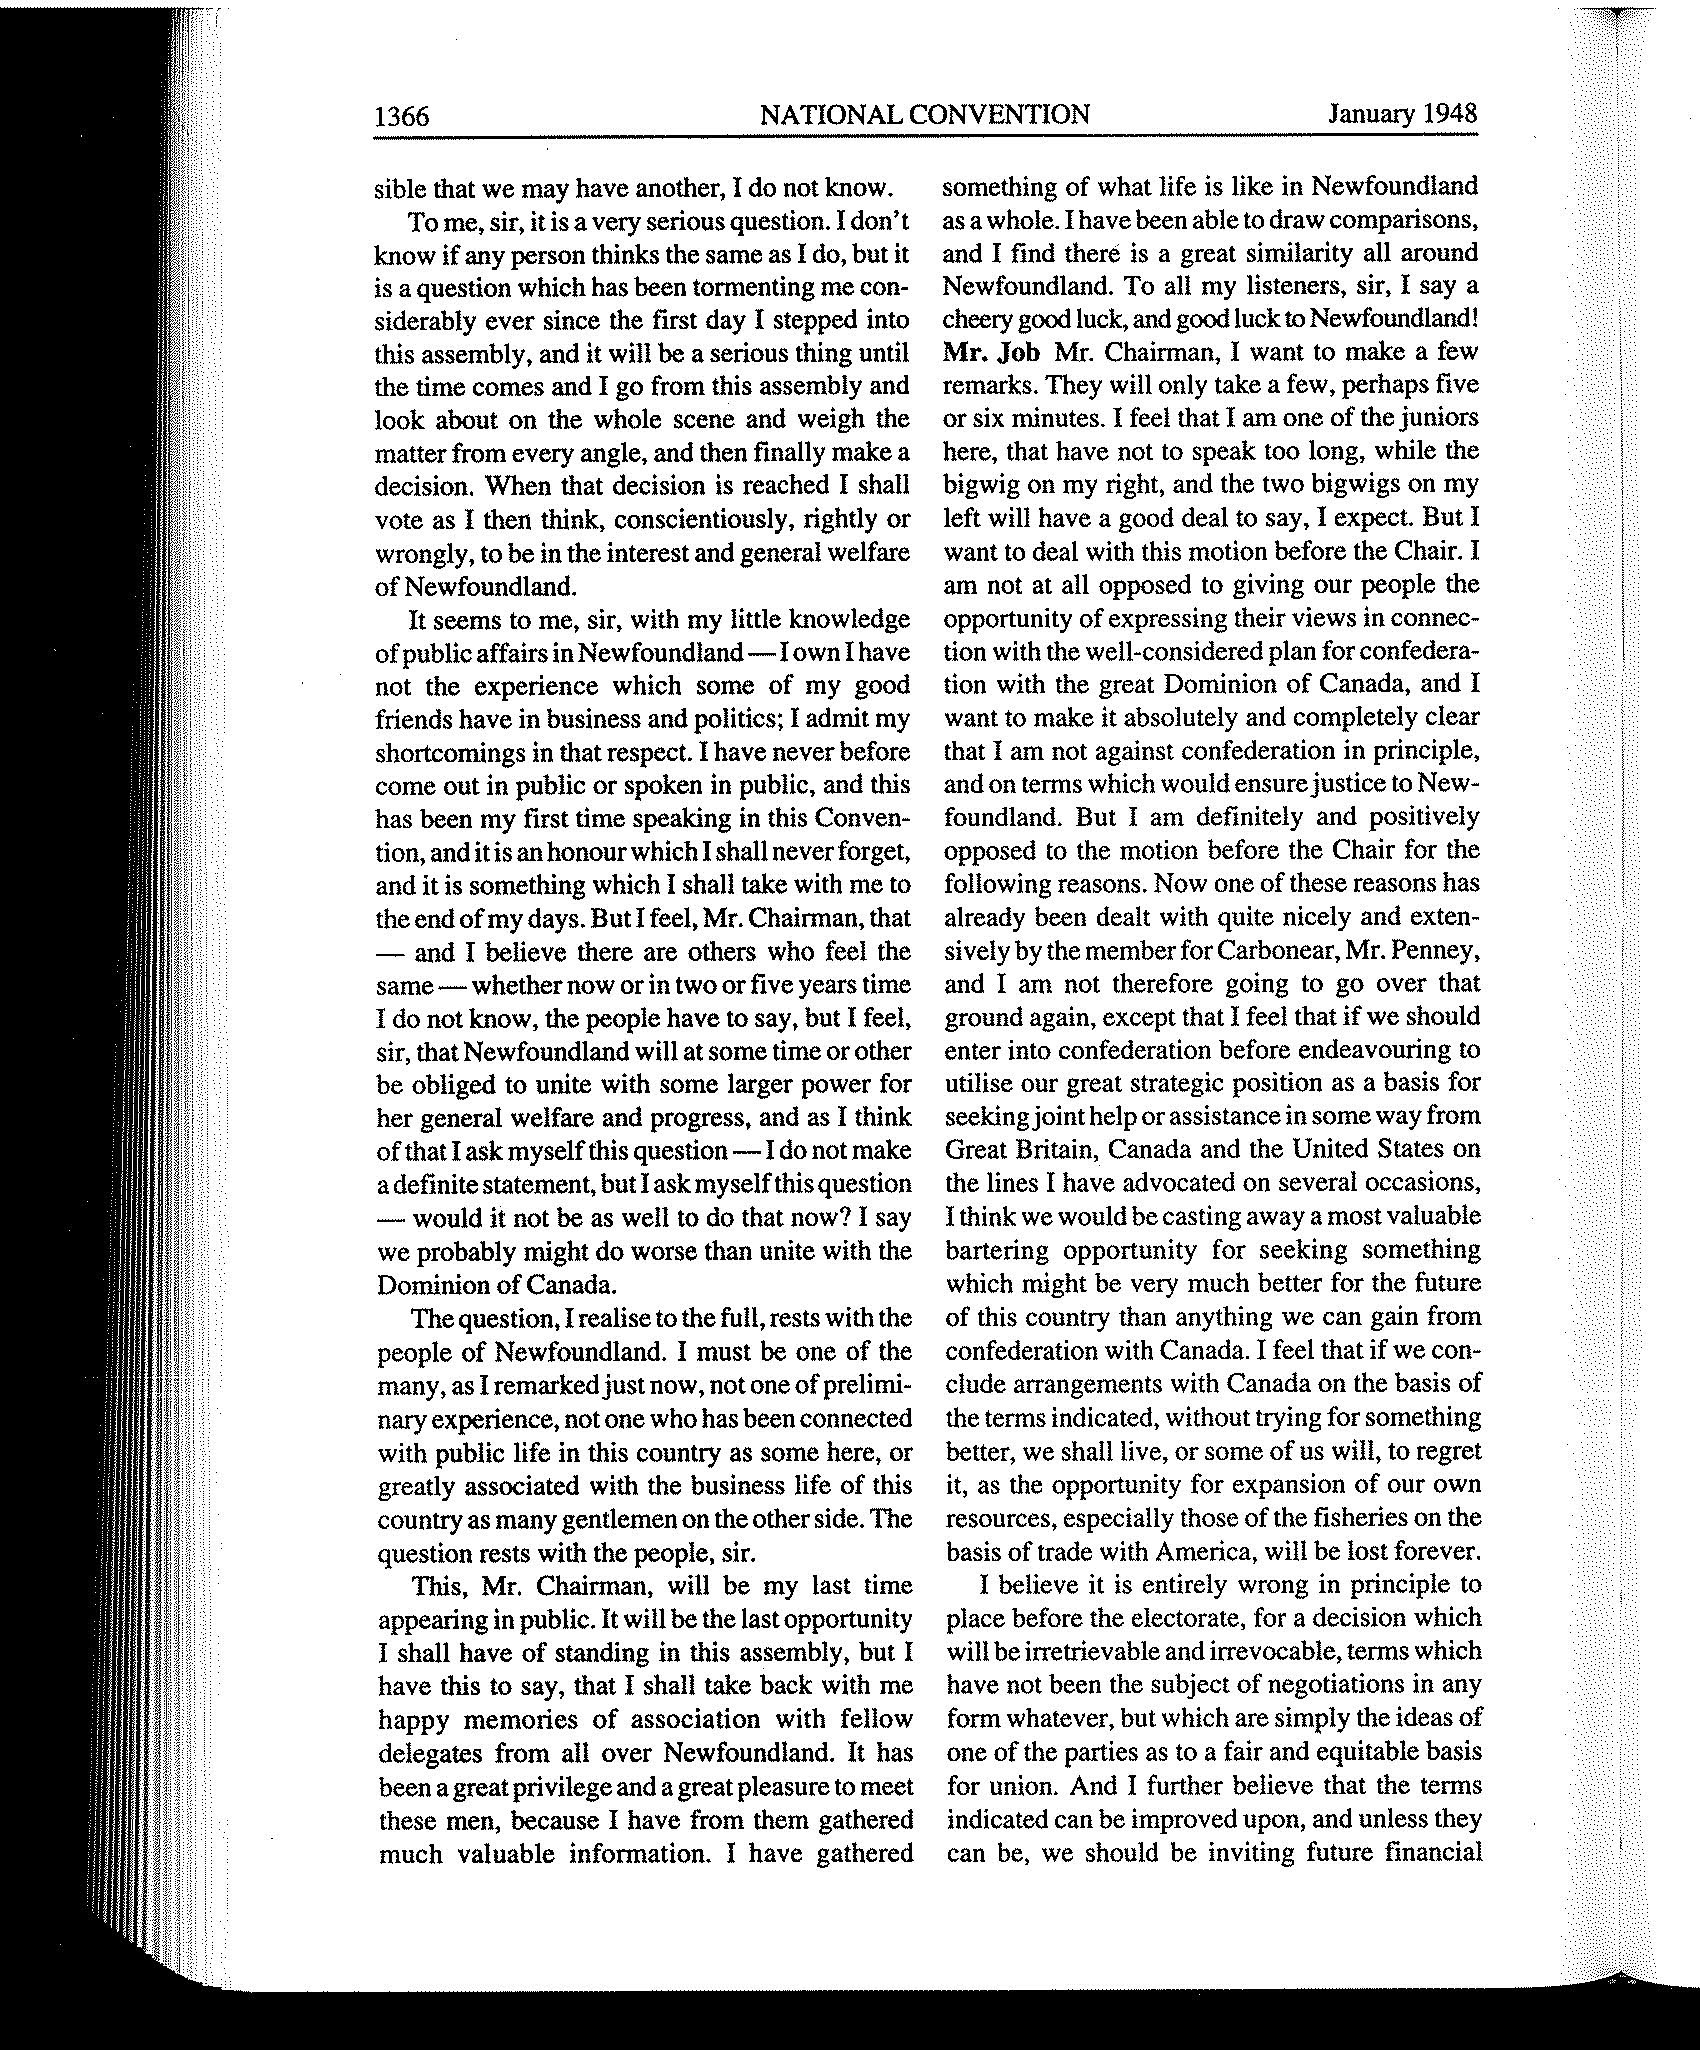 1366 NATIONAL CONVENTION January 1948
sible that we may have another, I do not know.
To me, sir, it is a very serious question. I don't
know if any person thinks the same as I do, but it
is a question which has been tormenting me con-
siderably ever since the first day I stepped into
this assembly, and it will be a serious thing until
the time comes and I go from this assembly and
look about on the whole scene and weigh the
matter from every angle, and then finally make a
decision. When that decision is reached I shall
vote as I then think, conscientiously, rightly or
wrongly, to be in the interest and general welfare
of Newfoundland.
It seems to me, sir, with my little knowledge
of public affairs in Newfoundland — I own I have
not the experience which some of my good
friends have in business and politics; I admit my
shortcomings in that respect. I have never before
come out in public or spoken in public, and this
has been my first time speaking in this Conven-
tion, and it is an honour which I shall never forget,
and it is something which I shall take with me to
the end of my days. But I feel, Mr. Chairman, that
— and I believe there are others who feel the
same — whether now or in two or five years time
I do not know, the people have to say, but I feel,
sir, that Newfoundland will at some time or other
be obliged to unite with some larger power for
her general welfare and progress, and as I think
of that I ask myself this question — I do not make
a definite statement, but I ask myself this question
— would it not be as well to do that now? I say
we probably might do worse than unite with the
Dominion of Canada.
The question, I realise to the full, rests with the
people of Newfoundland. I must be one of the
many, as I remarked just now, not one of prelimi-
nary experience, not one who has been connected
with public life in this country as some here, or
greatly associated with the business life of this
country as many gentlemen on the other side. The
question rests with the people, sir.
This, Mr. Chairman, will be my last time
appearing in public. It will be the last opportunity
I shall have of standing in this assembly, but I
have this to say, that I shall take back with me
happy memories of association with fellow
delegates from all over Newfoundland. It has
been a great privilege and a great pleasure to meet
these men, because I have from them gathered
much valuable information. I have gathered
something of what life is like in Newfoundland
as a whole. I have been able to draw comparisons,
and I find there is a great similarity all around
Newfoundland. To all my listeners, sir, I say a
cheery good luck, and good luck to Newfoundland!
Mr. Job Mr. Chairman, I want to make a few
remarks. They will only take a few, perhaps five
or six minutes. I feel that I am one of the juniors
here, that have not to speak too long, while the
bigwig on my right, and the two bigwigs on my
left will have a good deal to say, I expect. But I
want to deal with this motion before the Chair. I
am not at all opposed to giving our people the
opportunity of expressing their views in connec-
tion with the well-considered plan for confedera-
tion with the great Dominion of Canada, and I
want to make it absolutely and completely clear
that I am not against confederation in principle,
and on terms which would ensure justice to New-
foundland. But I am definitely and positively
opposed to the motion before the Chair for the
following reasons. Now one of these reasons has
already been dealt with quite nicely and exten-
sively by the member for Carbonear, Mr. Penney,
and I am not therefore going to go over that
ground again, except that I feel that if we should
enter into confederation before endeavouring to
utilise our great strategic position as a basis for
seeking joint help or assistance in some way from
Great Britain, Canada and the United States on
the lines I have advocated on several occasions,
I think we would be casting away a most valuable
bartering opportunity for seeking something
which might be very much better for the future
of this country than anything we can gain from
confederation with Canada. I feel that if we con-
clude arrangements with Canada on the basis of
the terms indicated, without trying for something
better, we shall live, or some of us will, to regret
it, as the opportunity for expansion of our own
resources, especially those of the fisheries on the
basis of trade with America, will be lost forever.
I believe it is entirely wrong in principle to
place before the electorate, for a decision which
will be irretrievable and irrevocable, terms which
have not been the subject of negotiations in any
form whatever, but which are simply the ideas of
one of the parties as to a fair and equitable basis
for union. And I further believe that the terms
indicated can be improved upon, and unless they
can be, we should be inviting future financial